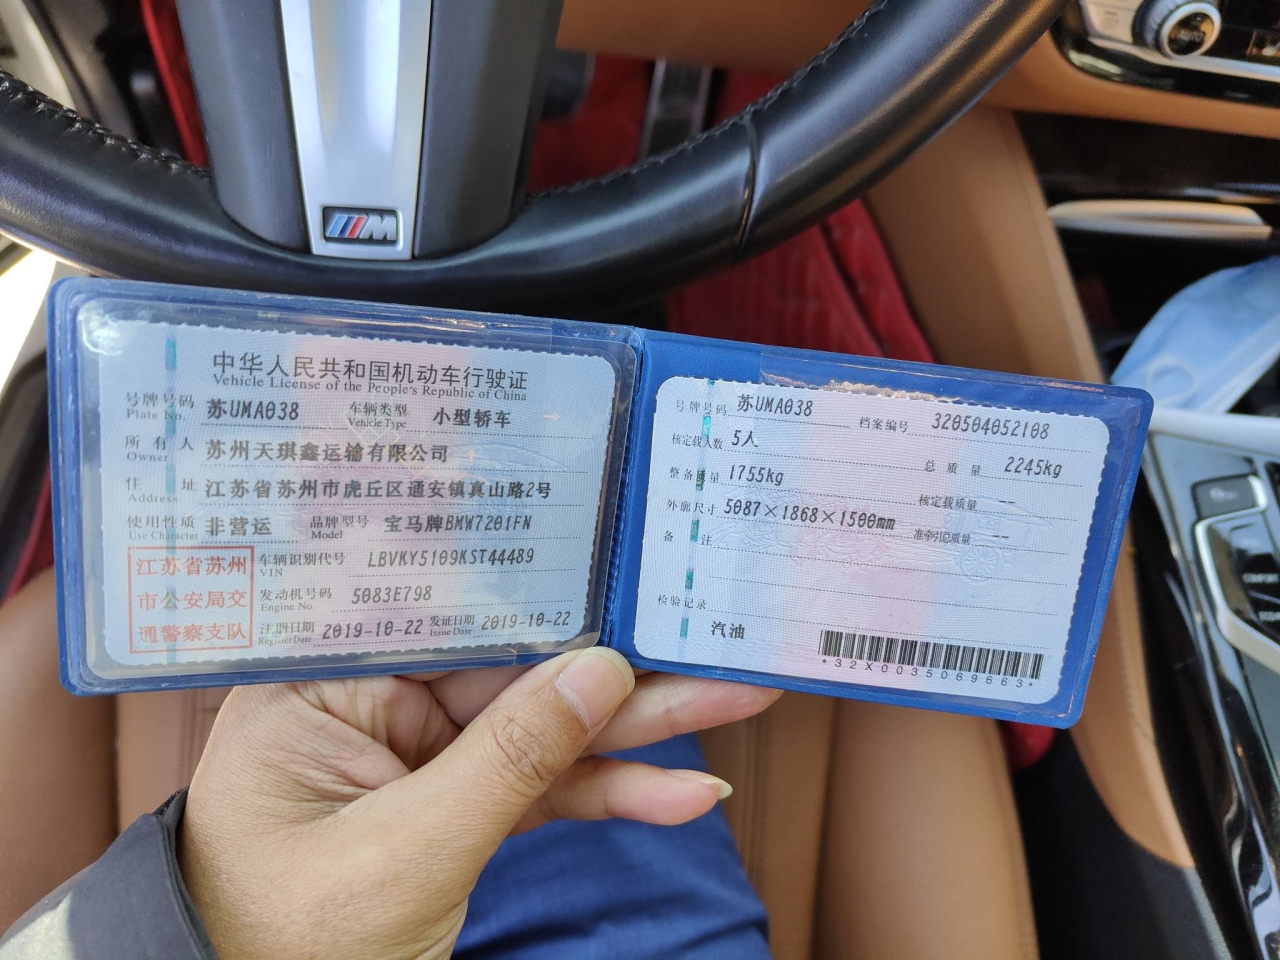 M
AUTO
中华人民共和国机动车行驶证
Vehicle License of the People's Republic of China
号牌号码 苏UMA038 车辆类型 小型轿车
Plate No. Vehicle Type
所有人 苏州天琪鑫运输有限公司
Owner
住址 江苏省苏州市虎丘区通安镇真山路2号
Address
使用性质 非营运 品牌型号 宝马牌BMW7201FN
Use Character Model
江苏省苏州
市公安局交
通警察支队
车辆识别代号 LBVKY5109KST44489
VIN
发动机号码 5083E798
Engine No.
注册日期 2019-10-22 发证日期 2019-10-22
Register Date Issue Date
号牌号码 苏UMA038 档案编号 320504052108
核定载人数 5人 总质量 2245kg
整备质量 1755kg 核定载质量 --
外廓尺寸 5087×1868×1500mm 准牵引总质量 --
备注
检验记录
汽油
*32X0035069663*
COMFORT